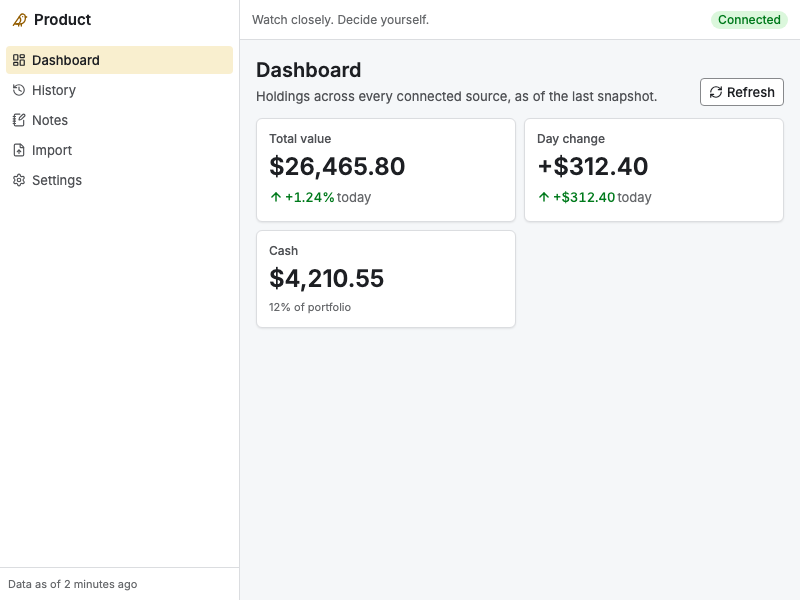 Product
Dashboard
History
Notes
Import
Settings
Data as of 2 minutes ago
Watch closely. Decide yourself.
Connected
Dashboard
Holdings across every connected source, as of the last snapshot.
Refresh
Total value
$26,465.80
+1.24% today
Day change
+$312.40
+$312.40 today
Cash
$4,210.55
12% of portfolio